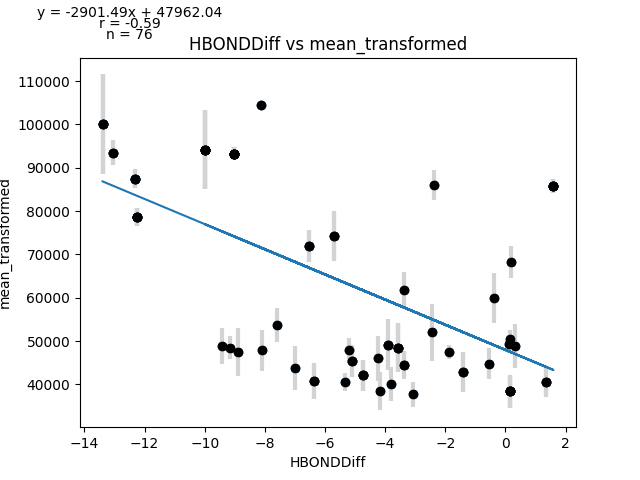 y = -2901.49x + 47962.04
r = -0.59
n = 76
HBONDDiff vs mean_transformed
mean_transformed
110000
100000
90000
80000
70000
60000
50000
40000
−14 −12 −10 −8 −6 −4 −2 0 2
HBONDDiff